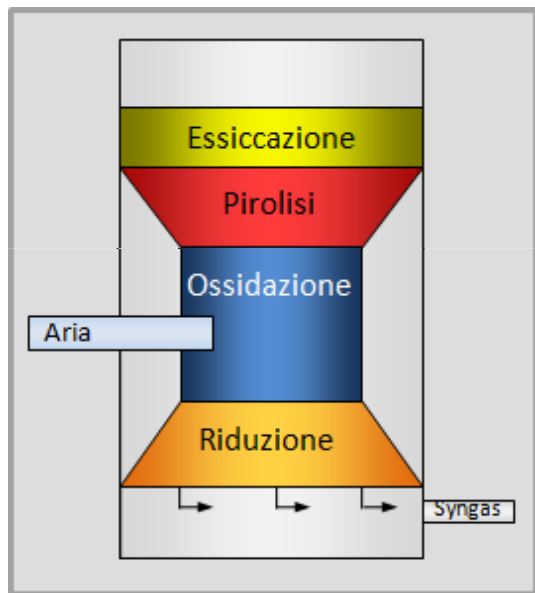 Essiccazione
Pirolisi
Ossidazione
Aria
Riduzione
Syngas